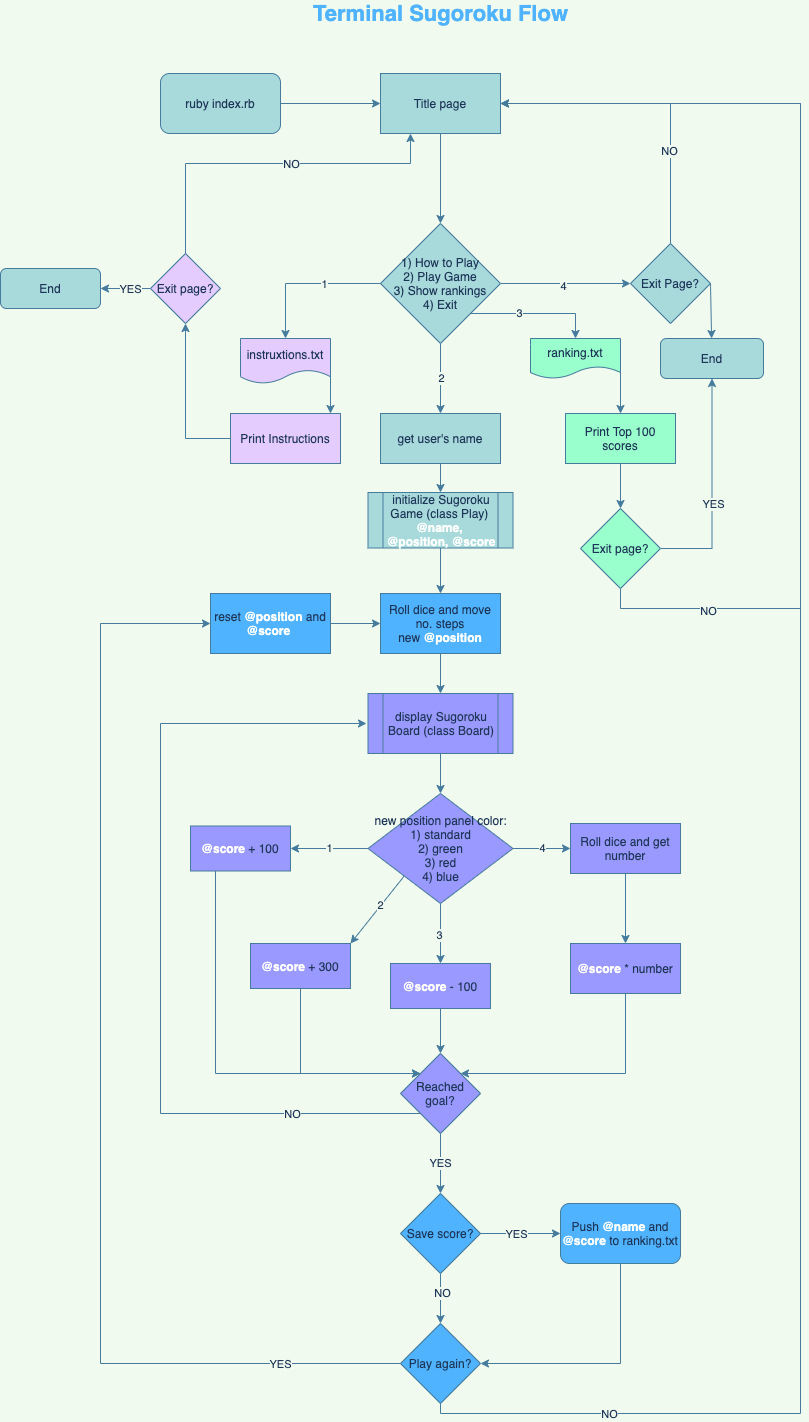 Terminal Sugoroku Flow
ruby index.rb
Title page
NO
NO
1) How to Play
2) Play Game
3) Show rankings
4) Exit
End
YES
Exit page?
1
4
Exit Page?
3
instruxtions.txt
ranking.txt
End
2
Print Instructions
get user's name
Print Top 100
scores
initialize Sugoroku
Game (class Play)
@name,
@position, @score
YES
Exit page?
NO
reset @position and
@score
Roll dice and move
no. steps
new @position
display Sugoroku
Board (class Board)
new position panel color:
1) standard
2) green
3) red
4) blue
@score + 100
1
4
Roll dice and get
number
2
3
@score + 300
@score - 100
@score * number
Reached
goal?
NO
YES
Save score?
YES
Push @name and
@score to ranking.txt
NO
Play again?
YES
NO